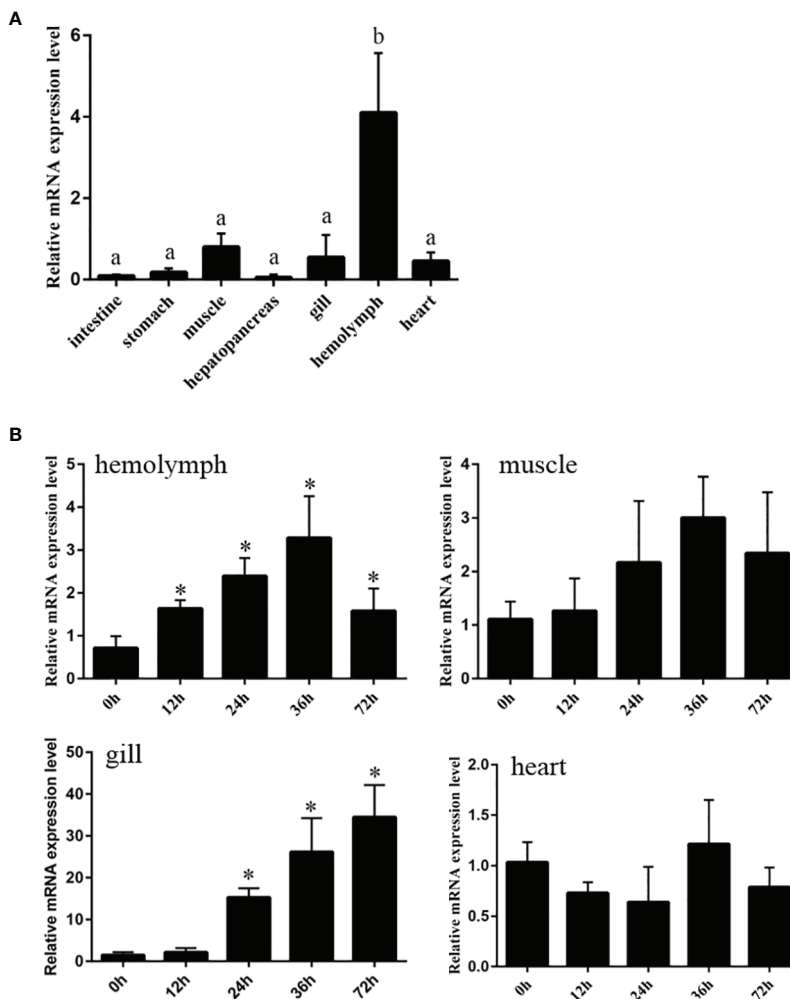 A
Relative mRNA expression level
6
4
2
0
a
a
a
a
a
b
a
intestine
stomach
muscle
hepatopancreas
gill
hemolymph
heart
B
hemolymph
Relative mRNA expression level
5
4
3
2
1
0
*
*
*
*
0h
12h
24h
36h
72h
muscle
Relative mRNA expression level
4
3
2
1
0
0h
12h
24h
36h
72h
gill
Relative mRNA expression level
50
40
30
20
10
0
*
*
*
0h
12h
24h
36h
72h
heart
Relative mRNA expression level
2.0
1.5
1.0
0.5
0.0
0h
12h
24h
36h
72h